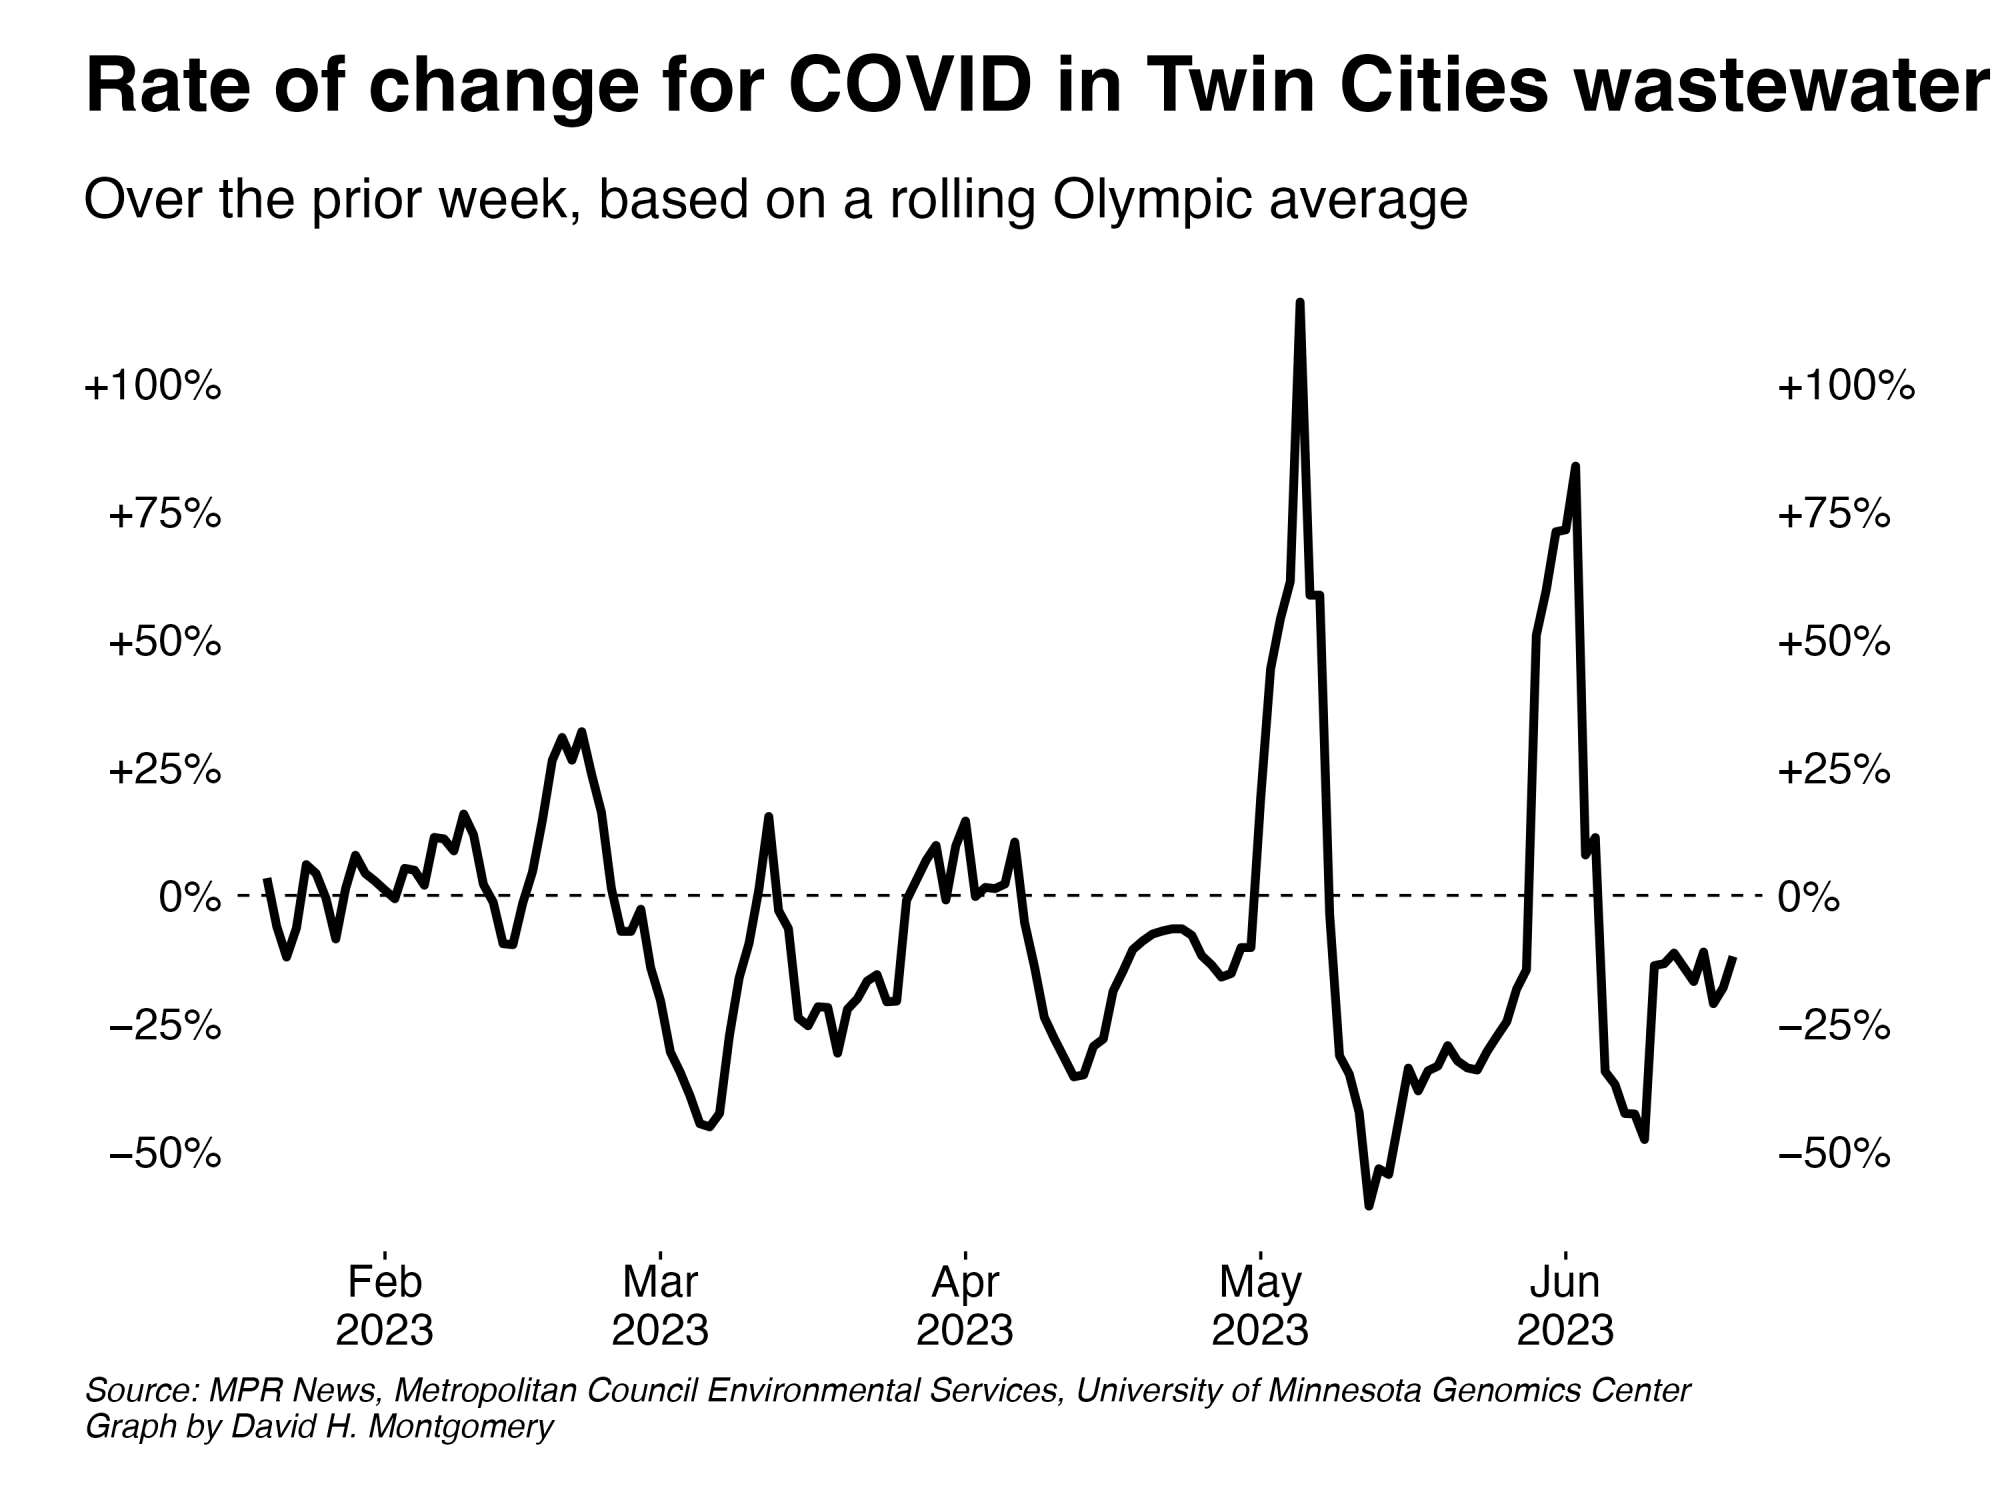 Rate of change for COVID in Twin Cities wastewater
Over the prior week, based on a rolling Olympic average
+100% +100%
+75% +75%
+50% +50%
+25% +25%
0% 0%
−25% −25%
−50% −50%
Feb Mar Apr May Jun
2023 2023 2023 2023 2023
Source: MPR News, Metropolitan Council Environmental Services, University of Minnesota Genomics Center
Graph by David H. Montgomery